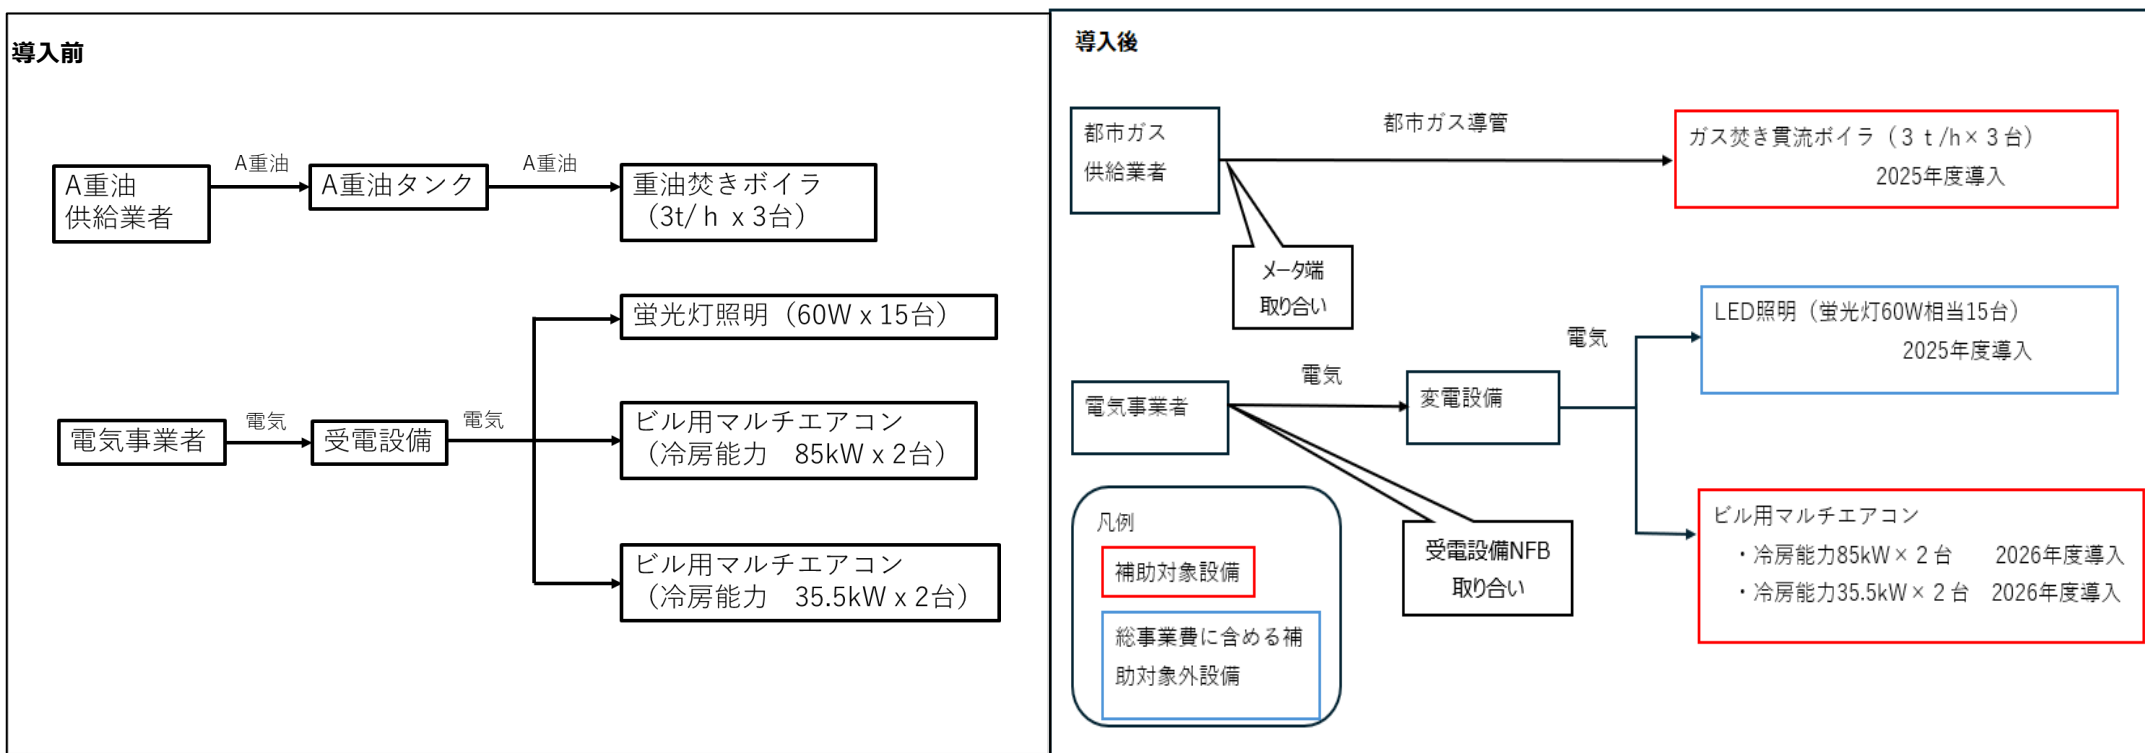 導入前
A重油
供給業者
A重油
A重油タンク
A重油
重油焚きボイラ
（3t/ｈ x 3台）
蛍光灯照明（60W x 15台）
電気事業者
電気
受電設備
電気
ビル用マルチエアコン
（冷房能力　85kW x 2台）
ビル用マルチエアコン
（冷房能力　35.5kW x 2台）
導入後
都市ガス
供給業者
都市ガス導管
ガス焚き貫流ボイラ（３ｔ/h×３台）
2025年度導入
メータ端
取り合い
LED照明（蛍光灯60W相当15台）
2025年度導入
電気事業者
電気
変電設備
電気
受電設備NFB
取り合い
ビル用マルチエアコン
・冷房能力85kW×２台　2026年度導入
・冷房能力35.5kW×２台　2026年度導入
凡例
補助対象設備
総事業費に含める補
助対象外設備